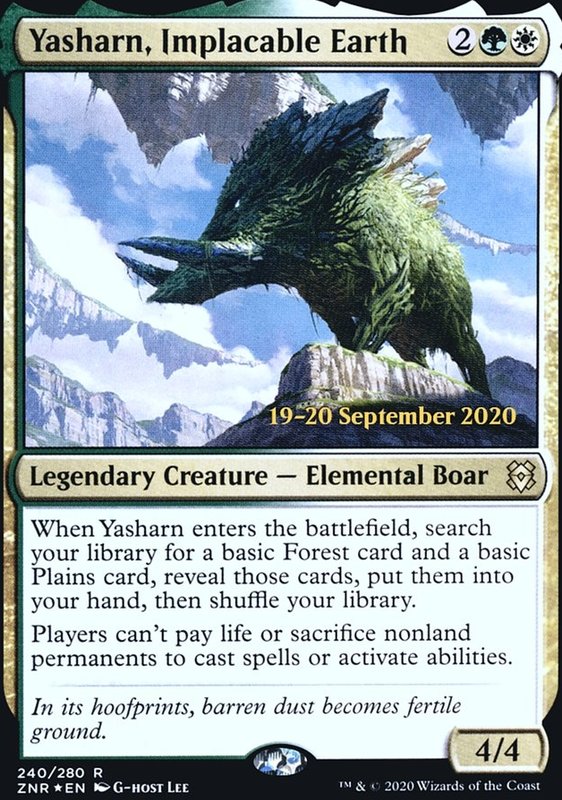 Yasharn, Implacable Earth 2
19–20 September 2020
Legendary Creature — Elemental Boar
When Yasharn enters the battlefield, search
your library for a basic Forest card and a basic
Plains card, reveal those cards, put them into
your hand, then shuffle your library.
Players can't pay life or sacrifice nonland
permanents to cast spells or activate abilities.
In its hoofprints, barren dust becomes fertile
ground.
4/4
240/280 R
ZNR ★ EN G-host Lee
™ & © 2020 Wizards of the Coast